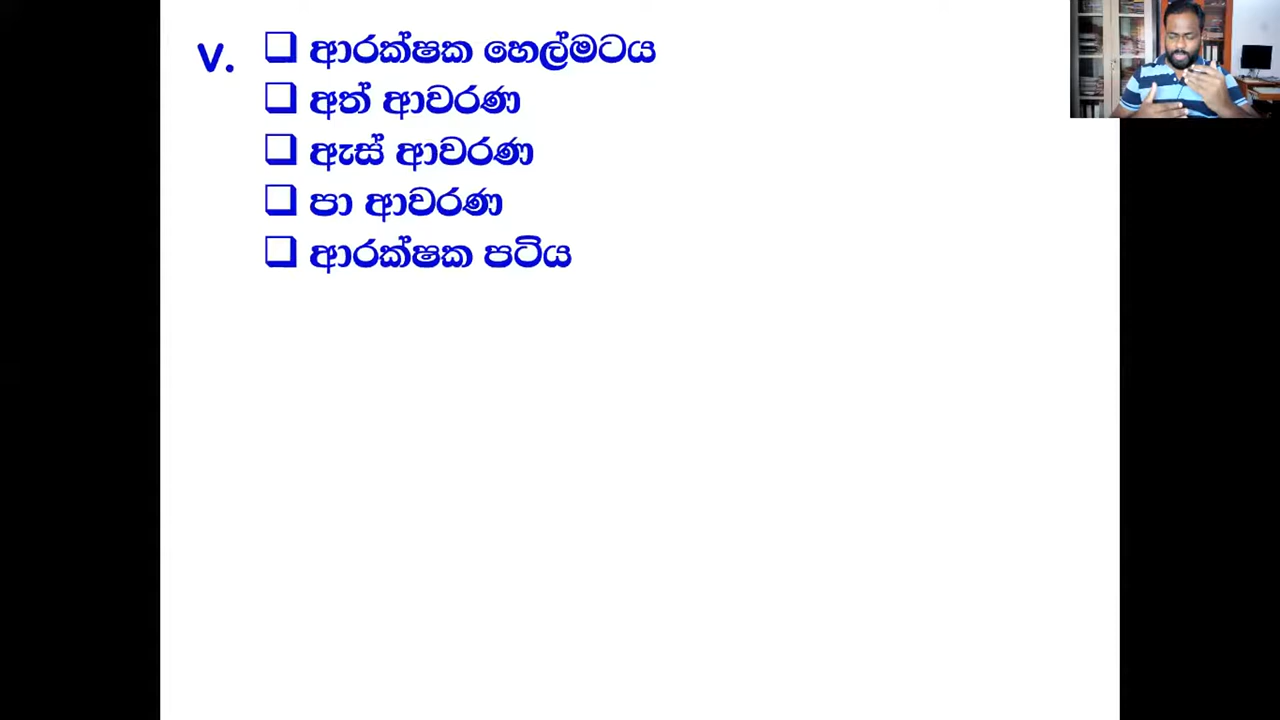 v. ❑ ආරක්ෂක හෙල්මටය
❑ අත් ආවරණ
❑ ඇස් ආවරණ
❑ පා ආවරණ
❑ ආරක්ෂක පටිය